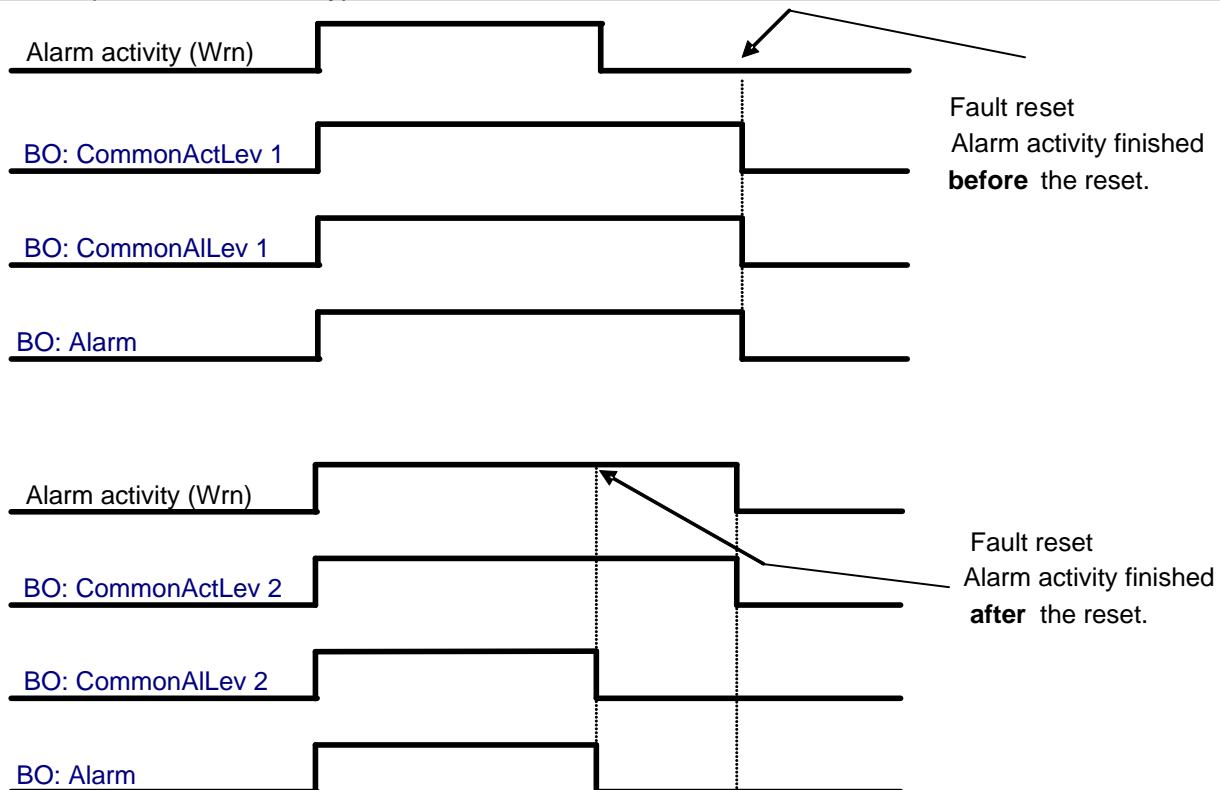 Alarm activity (Wrn)
BO: CommonActLev 1
BO: CommonAlLev 1
BO: Alarm
Fault reset
Alarm activity finished
before the reset.
Alarm activity (Wrn)
BO: CommonActLev 2
BO: CommonAlLev 2
BO: Alarm
Fault reset
Alarm activity finished
after the reset.